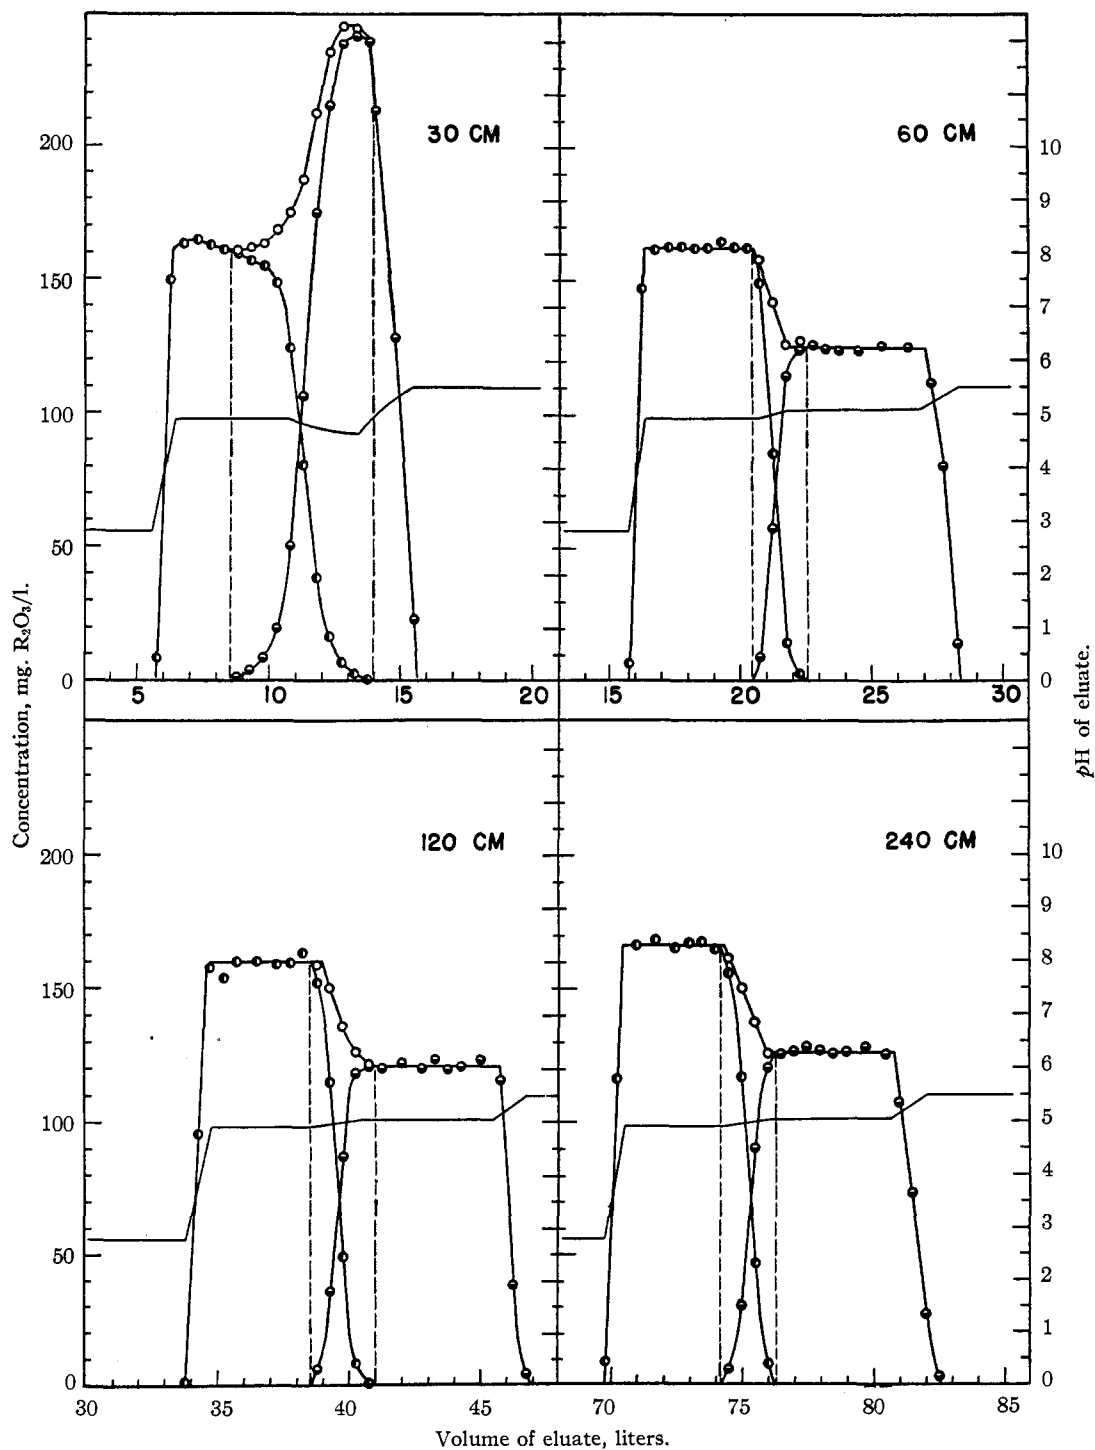 30 CM
60 CM
200
150
100
50
0
5 10 15 20
15 20 25 30
10
9
8
7
6
5
4
3
2
1
0
120 CM
240 CM
200
150
100
50
0
30 35 40 45
70 75 80 85
10
9
8
7
6
5
4
3
2
1
0
Concentration, mg. R₂O₃/l.
pH of eluate.
Volume of eluate, liters.